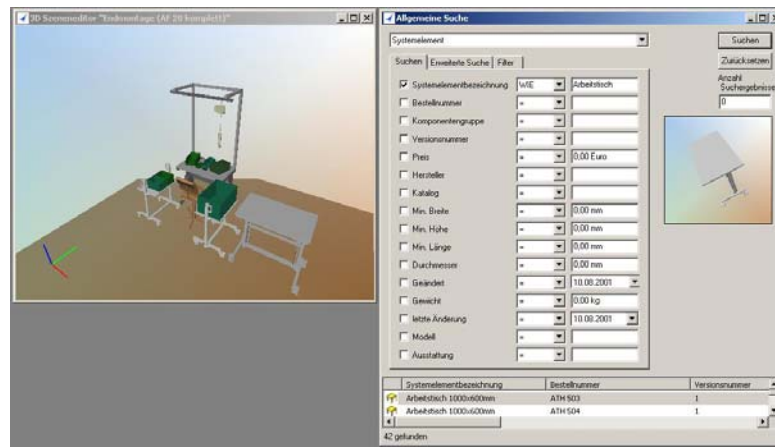 3D Szeneneditor "Endmontage (AF 20 komplett)"
Allgemeine Suche
Systemelement
Suchen
Zurücksetzen
Anzahl
Suchergebnisse
0
Suchen Erweiterte Suche Filter
Systemelementbezeichnung WIE Arbeitstisch
Bestellnummer =
Komponentengruppe =
Versionsnummer =
Preis = 0,00 Euro
Hersteller =
Katalog =
Min. Breite = 0,00 mm
Min. Höhe = 0,00 mm
Min. Länge = 0,00 mm
Durchmesser = 0,00 mm
Geändert = 10.08.2001
Gewicht = 0,00 kg
letzte Änderung = 10.08.2001
Modell =
Ausstattung =
Systemelementbezeichnung Bestellnummer Versionsnummer
Arbeitstisch 1000x600mm ATH 503 1
Arbeitstisch 1000x600mm ATH 504 1
42 gefunden